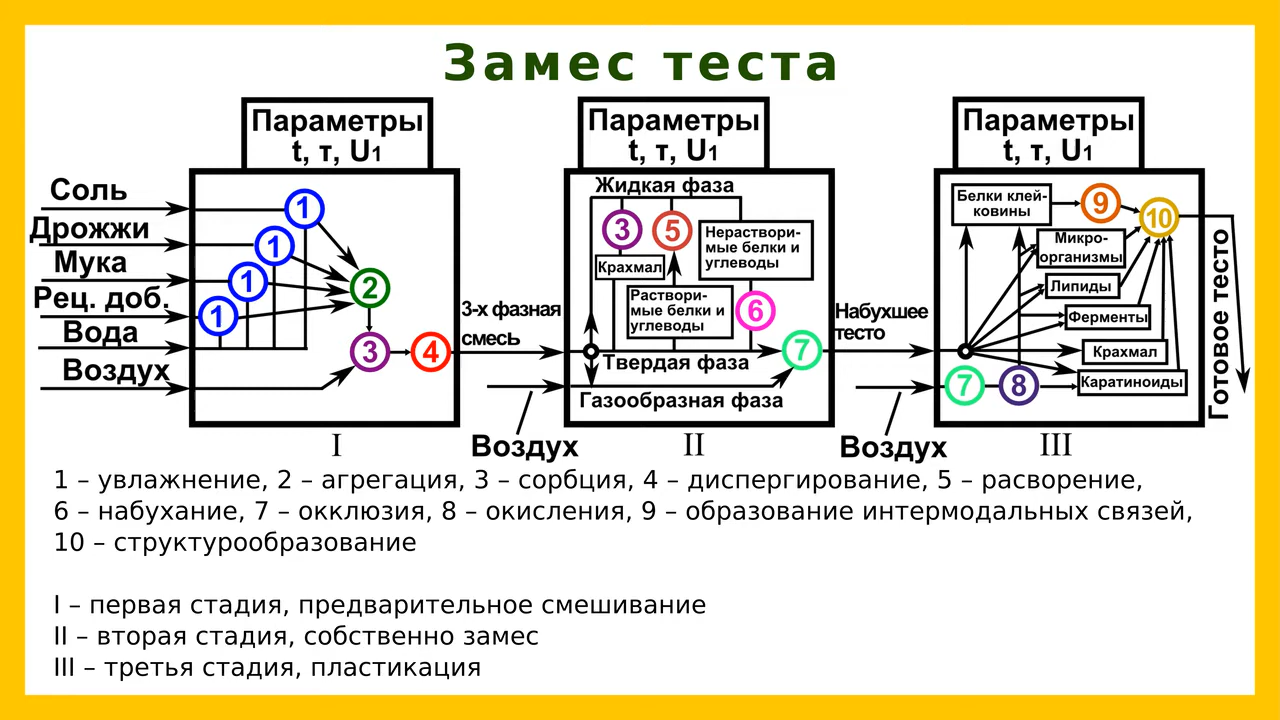 Замес теста
Параметры
t, т, U1
Параметры
t, т, U1
Параметры
t, т, U1
Соль
Дрожжи
Мука
Рец. доб.
Вода
Воздух
1
1
1
1
2
3
4
3-х фазная
смесь
Жидкая фаза
3
5
Нераствори-
мые белки и
углеводы
Крахмал
Раствори-
мые белки и
углеводы
6
7
Твердая фаза
Газообразная фаза
Воздух
Набухшее
тесто
Белки клей-
ковины
9
10
Микро-
организмы
Липиды
Ферменты
Крахмал
Каратиноиды
7
8
Воздух
Готовое тесто
I
II
III
1 – увлажнение, 2 – агрегация, 3 – сорбция, 4 – диспергирование, 5 – расворение,
6 – набухание, 7 – окклюзия, 8 – окисления, 9 – образование интермодальных связей,
10 – структурообразование
I – первая стадия, предварительное смешивание
II – вторая стадия, собственно замес
III – третья стадия, пластикация